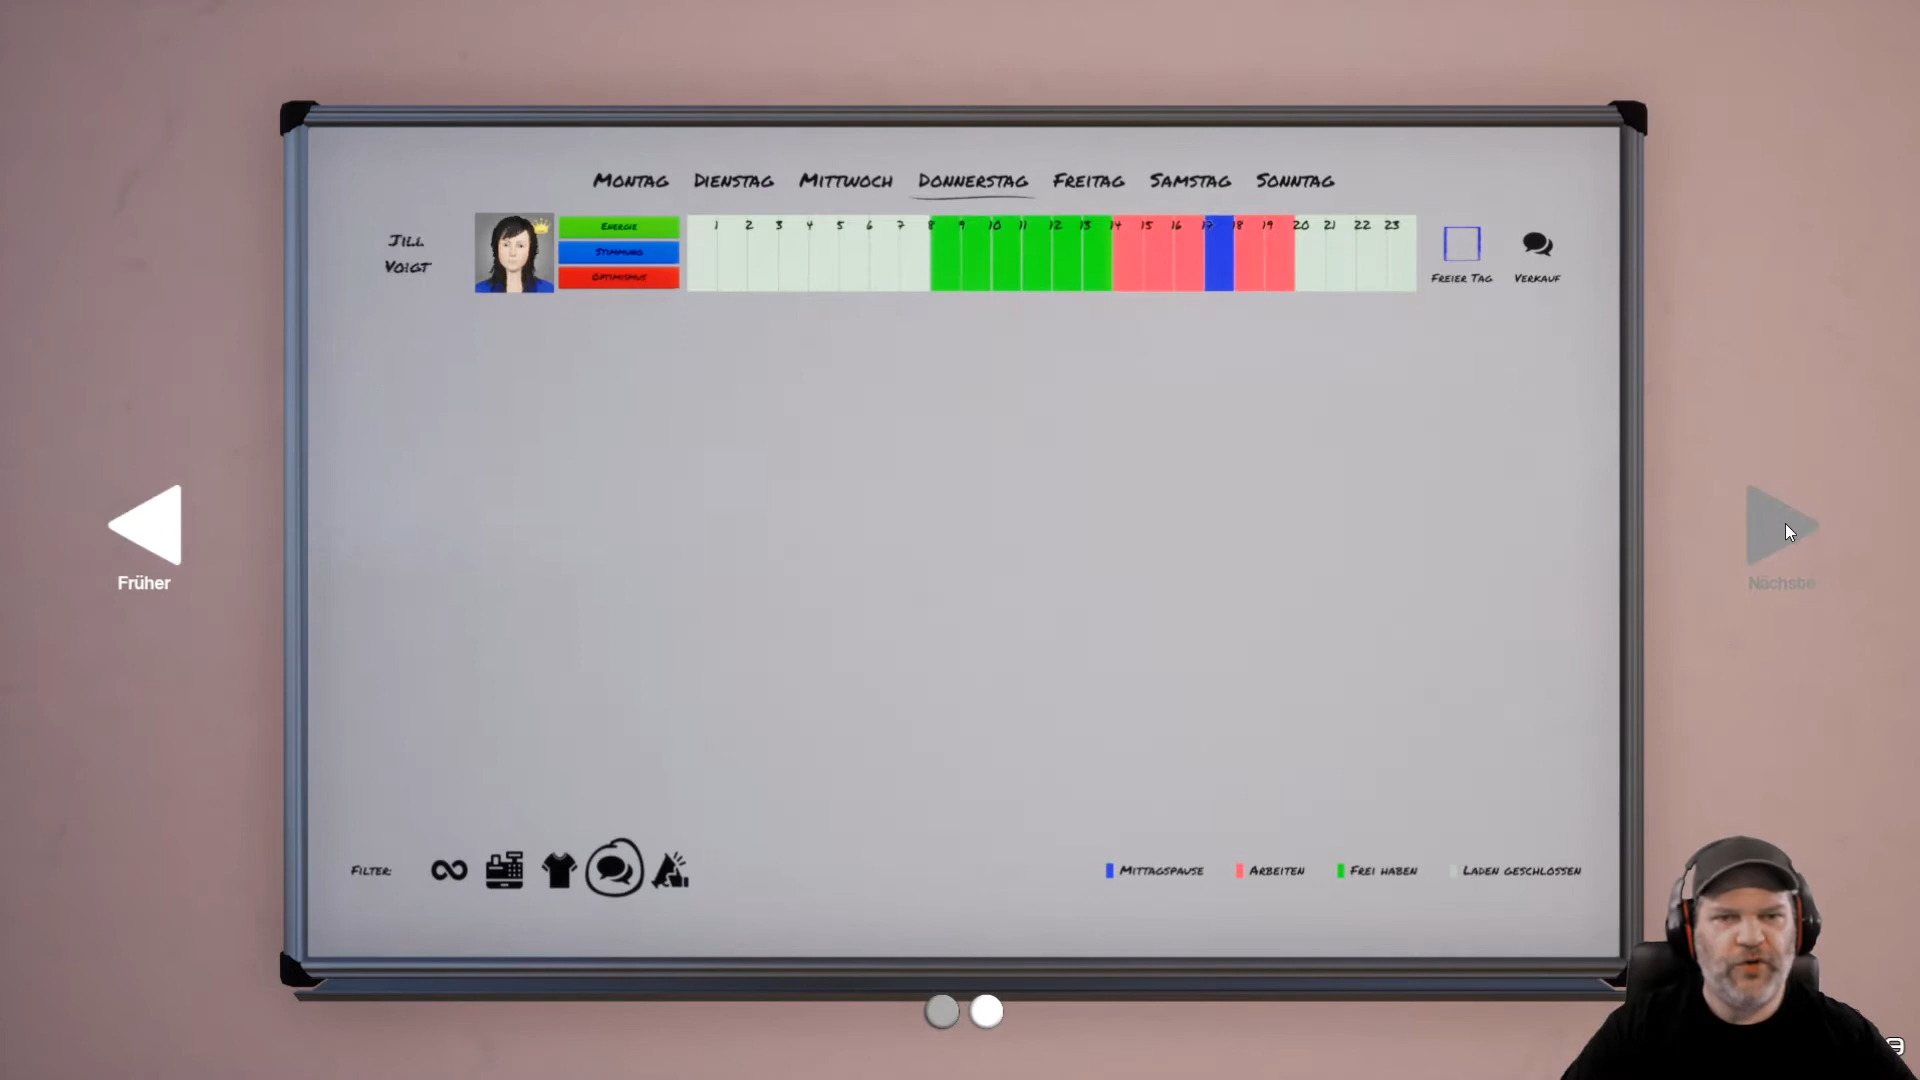 MONTAG DIENSTAG MITTWOCH DONNERSTAG FREITAG SAMSTAG SONNTAG
JILL
VOIGT
ENERGIE
STIMMUNG
OPTIMISMUS
1 2 3 4 5 6 7 8 9 10 11 12 13 14 15 16 17 18 19 20 21 22 23
FREIER TAG
VERKAUF
Früher
Nächste
FILTER:
MITTAGSPAUSE
ARBEITEN
FREI HABEN
LADEN GESCHLOSSEN